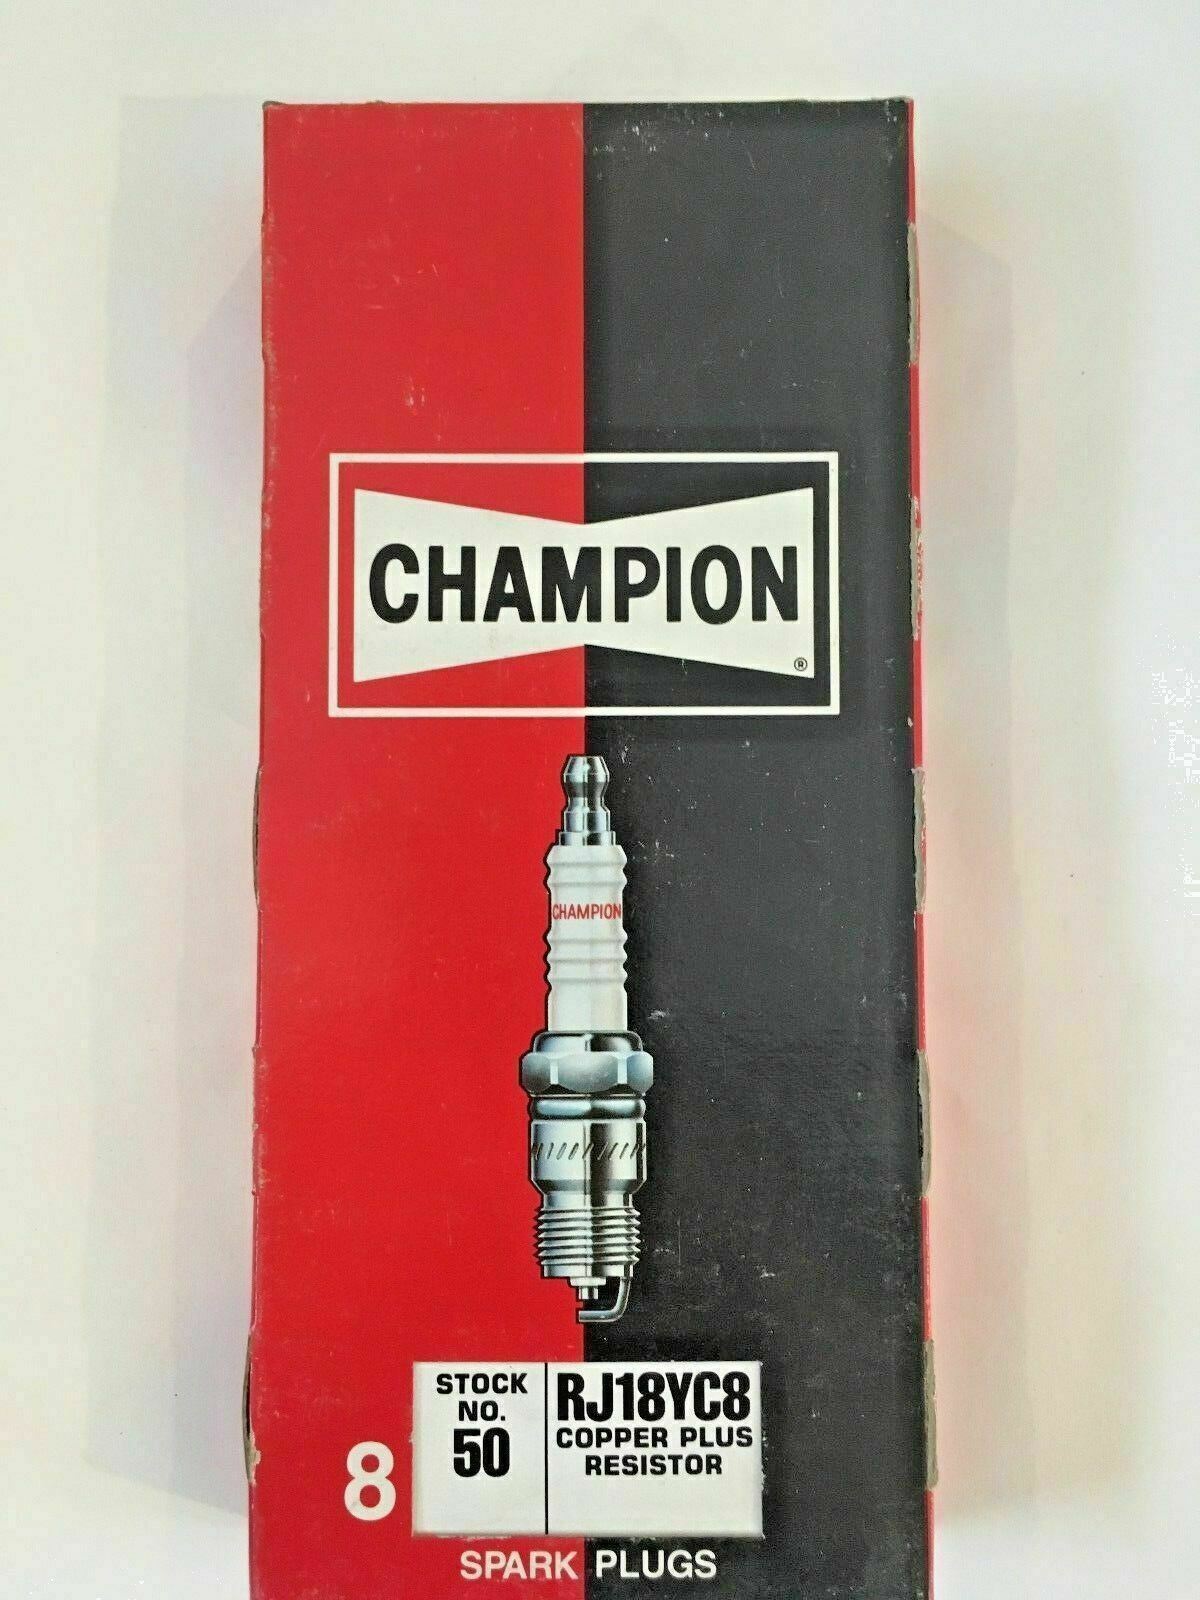 CHAMPION
®
CHAMPION
STOCK
NO.
50
RJ18YC8
COPPER PLUS
RESISTOR
8
SPARK PLUGS